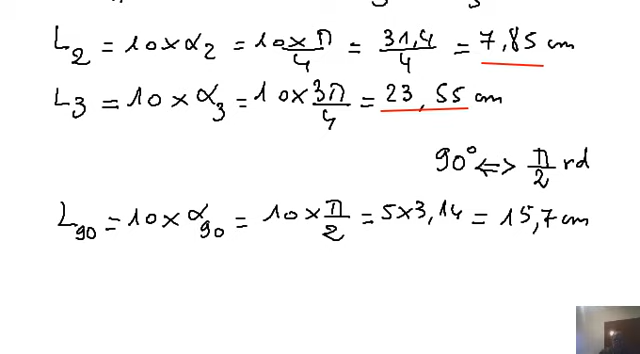 L₂ = 10 × α₂ = 10 × π/4 = 31,4/4 = 7,85 cm
L₃ = 10 × α₃ = 10 × 3π/4 = 23,55 cm
90° <=> π/2 rd
L₉₀ = 10 × α₉₀ = 10 × π/2 = 5 × 3,14 = 15,7 cm